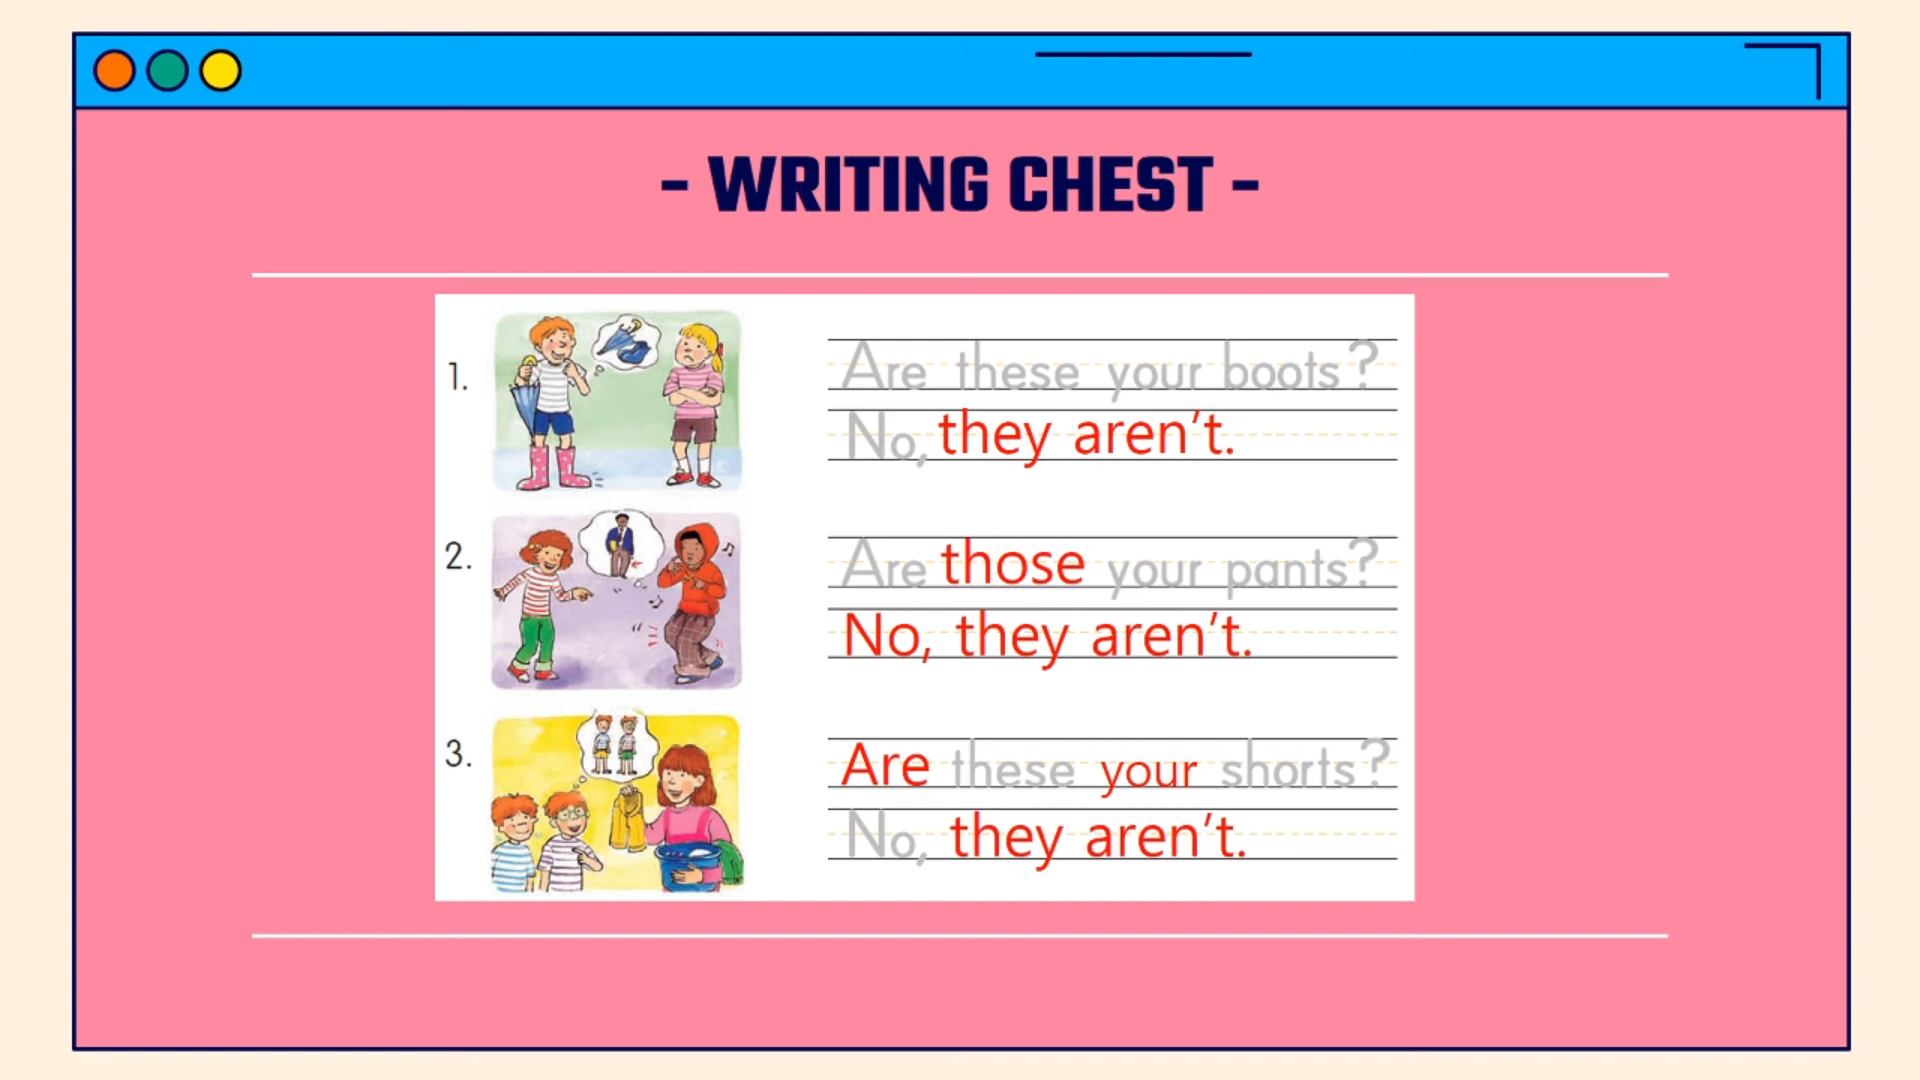 - WRITING CHEST -
1.
Are these your boots?
No, they aren't.
2.
Are those your pants?
No, they aren't.
3.
Are these your shorts?
No, they aren't.